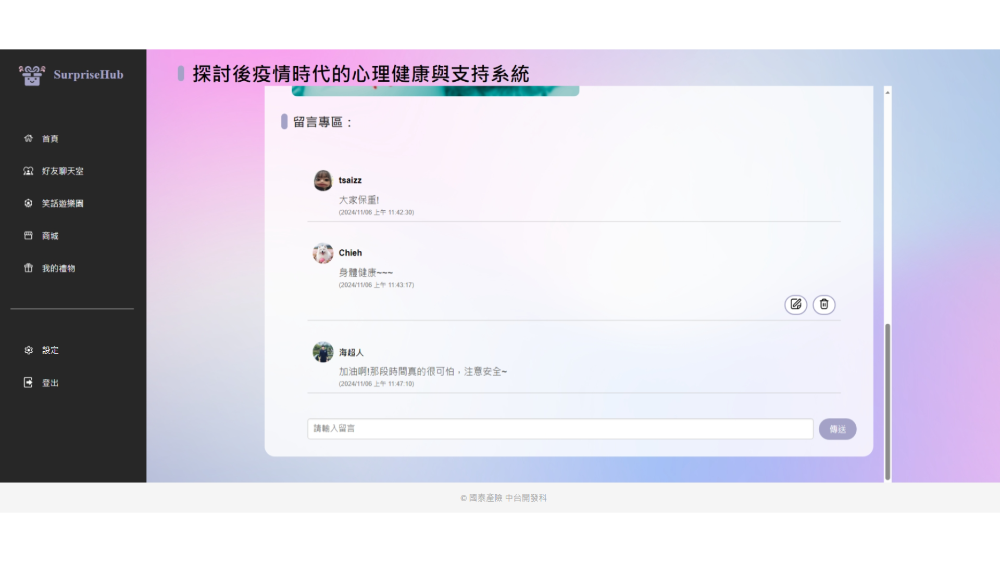 SurpriseHub
首頁
好友聊天室
笑話遊樂園
商城
我的禮物
設定
登出
探討後疫情時代的心理健康與支持系統
留言專區：
tsaizz
大家保重!
(2024/11/06 上午 11:42:30)
Chieh
身體健康~~~
(2024/11/06 上午 11:43:17)
海超人
加油啊!那段時間真的很可怕，注意安全~
(2024/11/06 上午 11:47:10)
請輸入留言
傳送
© 國泰產險 中台開發科